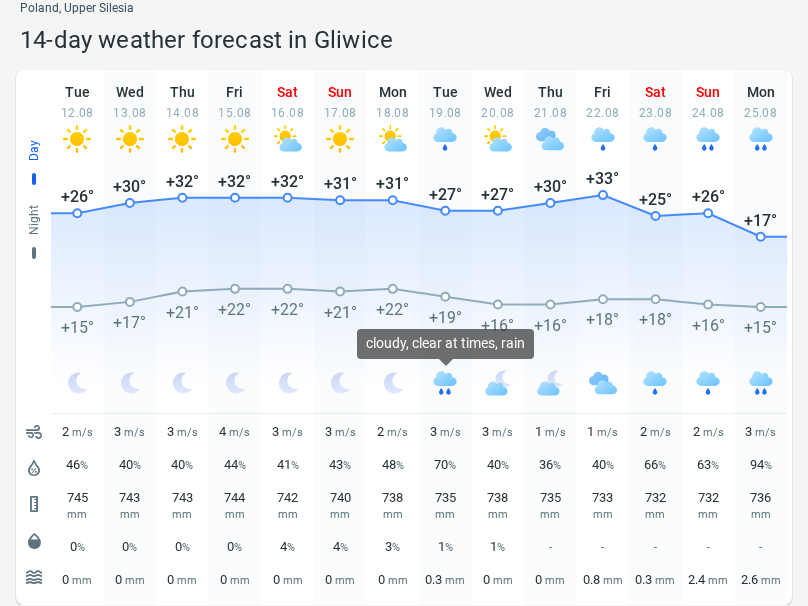 Poland, Upper Silesia
14-day weather forecast in Gliwice
Tue Wed Thu Fri Sat Sun Mon Tue Wed Thu Fri Sat Sun Mon
12.08 13.08 14.08 15.08 16.08 17.08 18.08 19.08 20.08 21.08 22.08 23.08 24.08 25.08
Day
+26° +30° +32° +32° +32° +31° +31° +27° +27° +30° +33° +25° +26° +17°
Night
+15° +17° +21° +22° +22° +21° +22° +19° +16° +16° +18° +18° +16° +15°
cloudy, clear at times, rain
2 m/s 3 m/s 3 m/s 4 m/s 3 m/s 3 m/s 2 m/s 3 m/s 3 m/s 1 m/s 1 m/s 2 m/s 2 m/s 3 m/s
46% 40% 40% 44% 41% 43% 48% 70% 40% 36% 40% 66% 63% 94%
745 743 743 744 742 740 738 735 738 735 733 732 732 736
mm mm mm mm mm mm mm mm mm mm mm mm mm mm
0% 0% 0% 0% 4% 4% 3% 1% 1% - - - - -
0 mm 0 mm 0 mm 0 mm 0 mm 0 mm 0 mm 0.3 mm 0 mm 0 mm 0.8 mm 0.3 mm 2.4 mm 2.6 mm